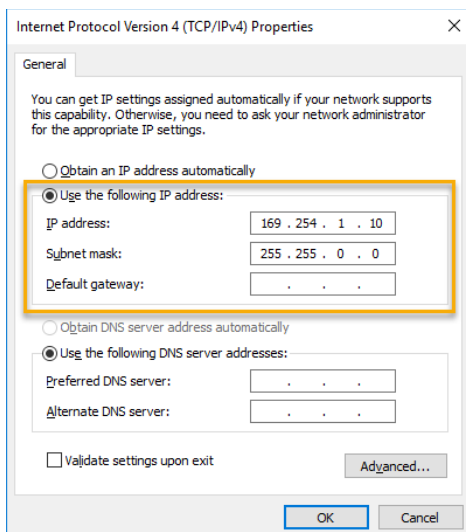 Internet Protocol Version 4 (TCP/IPv4) Properties
General
You can get IP settings assigned automatically if your network supports
this capability. Otherwise, you need to ask your network administrator
for the appropriate IP settings.
Obtain an IP address automatically
Use the following IP address:
IP address: 169 . 254 . 1 . 10
Subnet mask: 255 . 255 . 0 . 0
Default gateway: . . .
Obtain DNS server address automatically
Use the following DNS server addresses:
Preferred DNS server: . . .
Alternate DNS server: . . .
Validate settings upon exit
Advanced...
OK Cancel